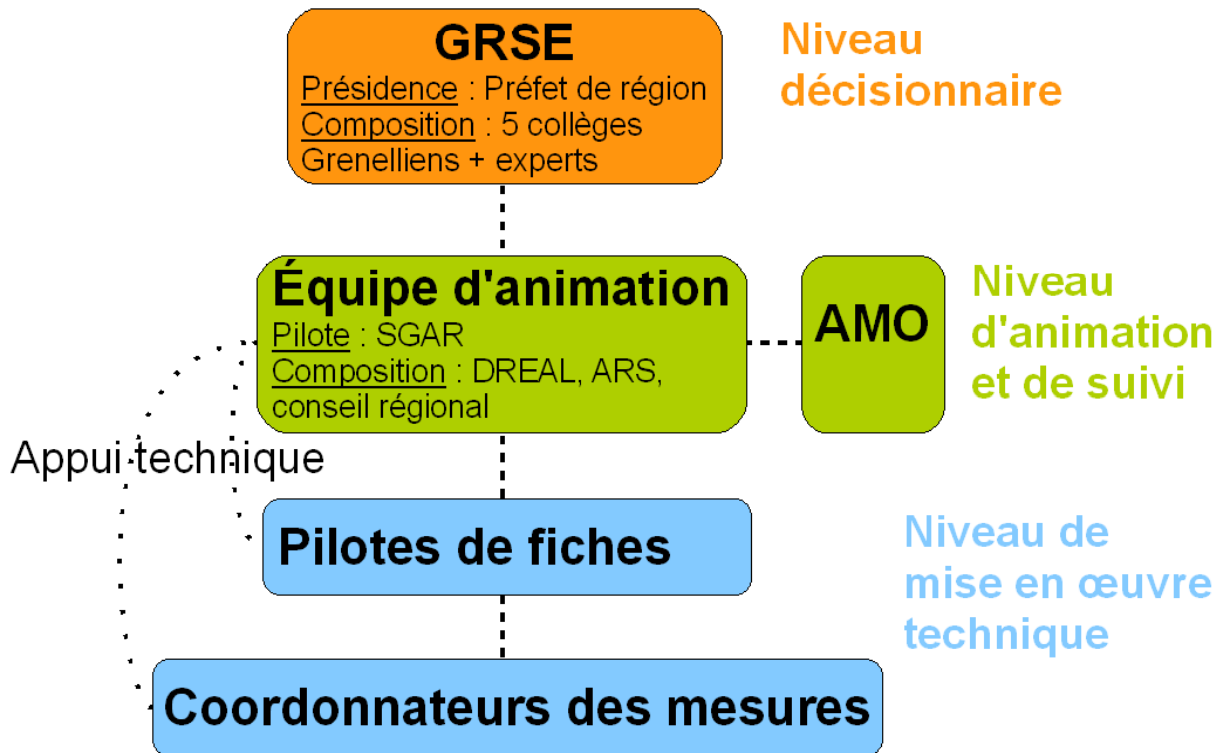 GRSE
Présidence : Préfet de région
Composition : 5 collèges
Grenelliens + experts
Niveau
décisionnaire
Équipe d'animation
Pilote : SGAR
Composition : DREAL, ARS,
conseil régional
AMO
Niveau
d'animation
et de suivi
Appui technique
Pilotes de fiches
Niveau de
mise en œuvre
technique
Coordonnateurs des mesures